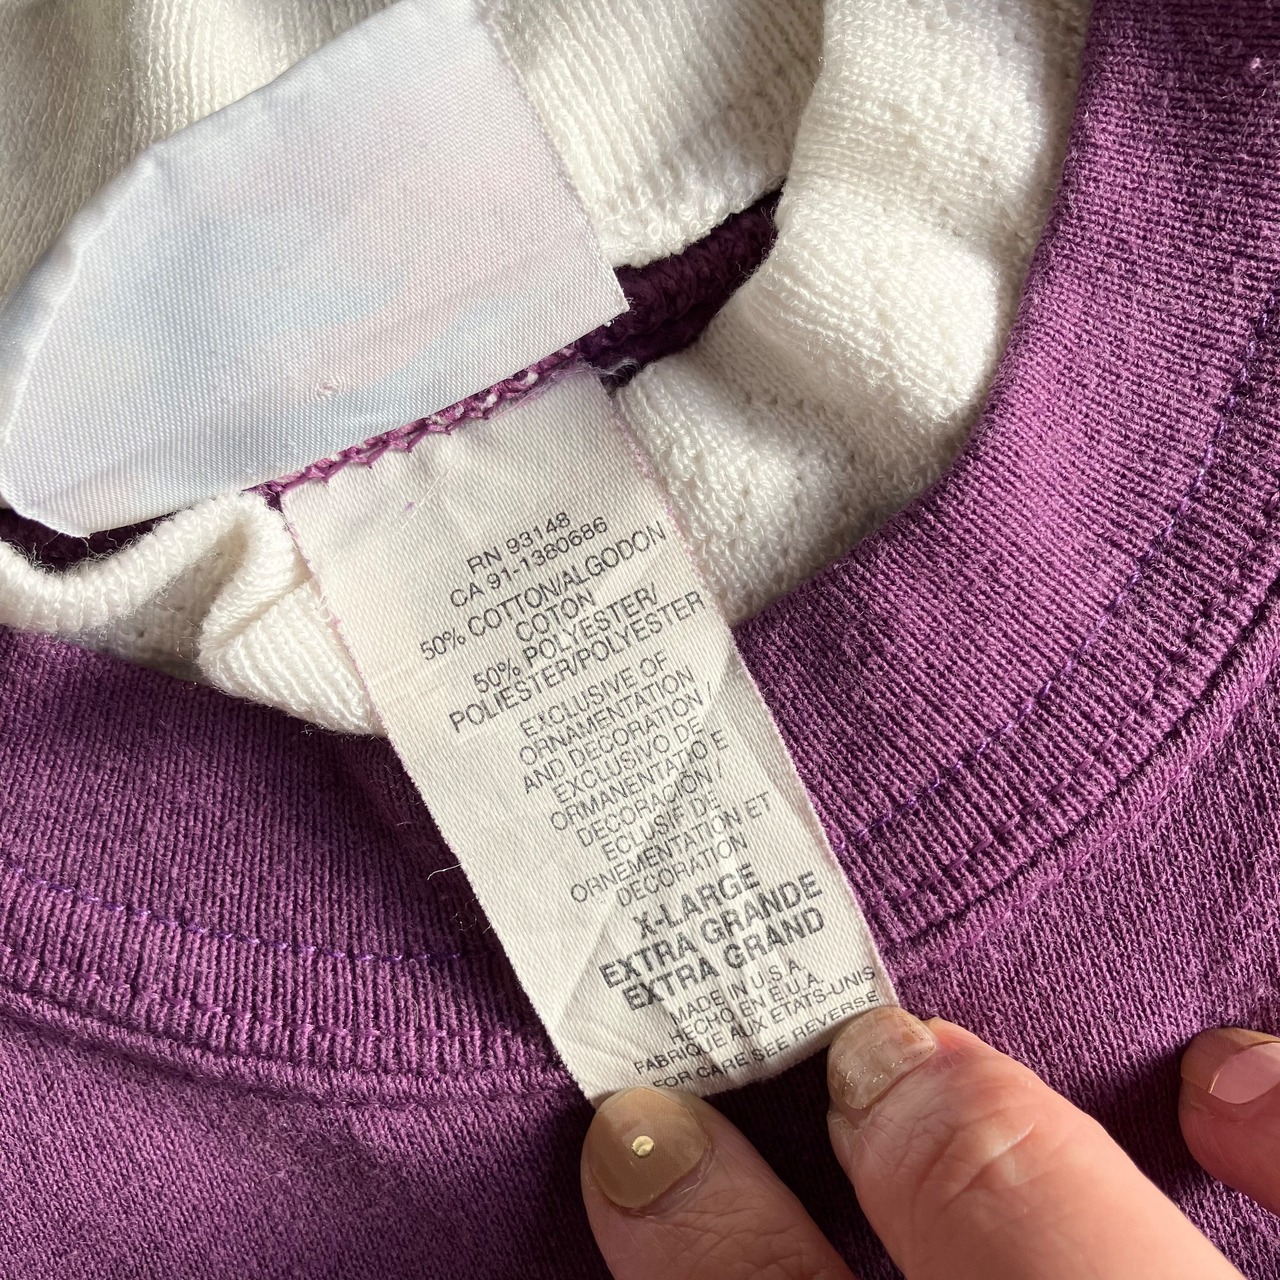 RN 93148
CA 91-1380686
50% COTTON/ALGODON
COTON
50% POLYESTER/
POLIESTER/POLYESTER
EXCLUSIVE OF
ORNAMENTATION
AND DECORATION /
EXCLUSIVO DE
ORMANENTATIO E
DECORACION /
ECLUSIF DE
ORNEMENTATION ET
DECORATION
X-LARGE
EXTRA GRANDE
EXTRA GRAND
MADE IN U.S.A.
HECHO EN E.U.A.
FABRIQUE AUX ETATS-UNIS
FOR CARE SEE REVERSE